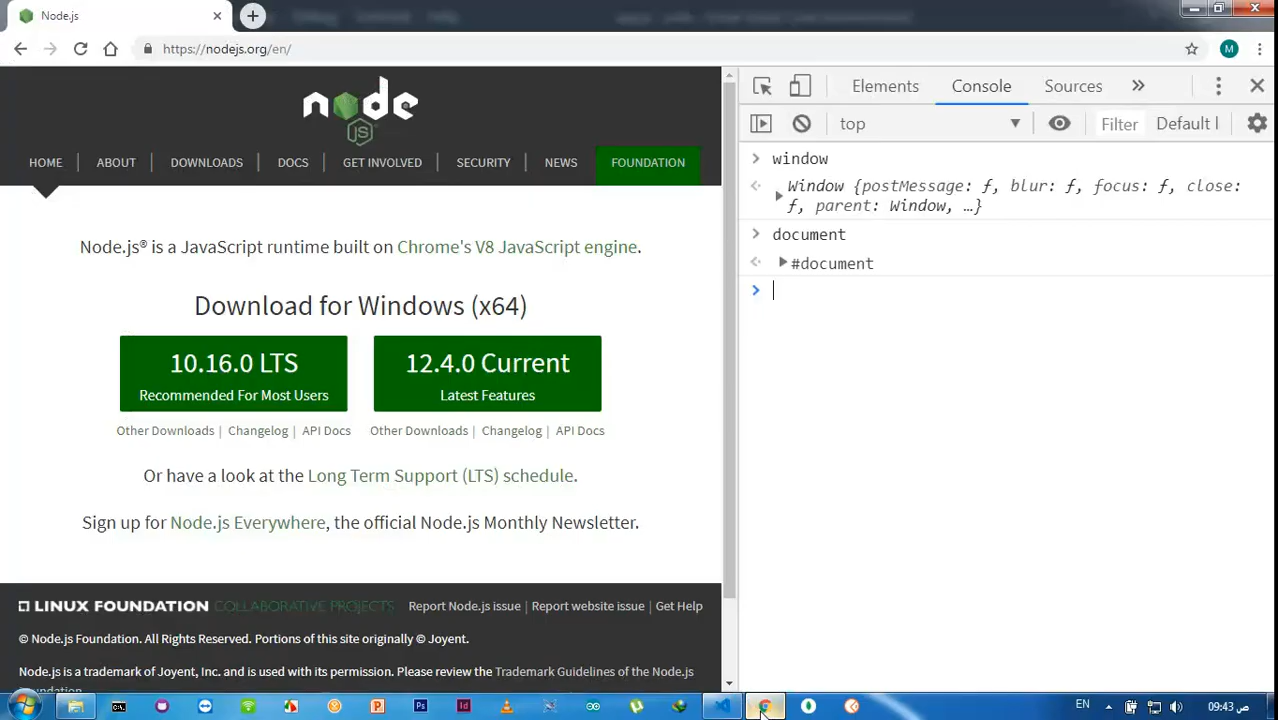 Node.js
https://nodejs.org/en/
M
node
JS
HOME
ABOUT
DOWNLOADS
DOCS
GET INVOLVED
SECURITY
NEWS
FOUNDATION
Node.js® is a JavaScript runtime built on Chrome's V8 JavaScript engine.
Download for Windows (x64)
10.16.0 LTS
Recommended For Most Users
12.4.0 Current
Latest Features
Other Downloads | Changelog | API Docs
Other Downloads | Changelog | API Docs
Or have a look at the Long Term Support (LTS) schedule.
Sign up for Node.js Everywhere, the official Node.js Monthly Newsletter.
LINUX FOUNDATION COLLABORATIVE PROJECTS
Report Node.js issue | Report website issue | Get Help
© Node.js Foundation. All Rights Reserved. Portions of this site originally © Joyent.
Node.js is a trademark of Joyent, Inc. and is used with its permission. Please review the Trademark Guidelines of the Node.js
Foundation.
Elements
Console
Sources
top
Filter
Default l
window
Window {postMessage: ƒ, blur: ƒ, focus: ƒ, close:
ƒ, parent: Window, …}
document
#document
Ps
Id
EN
09:43 ص